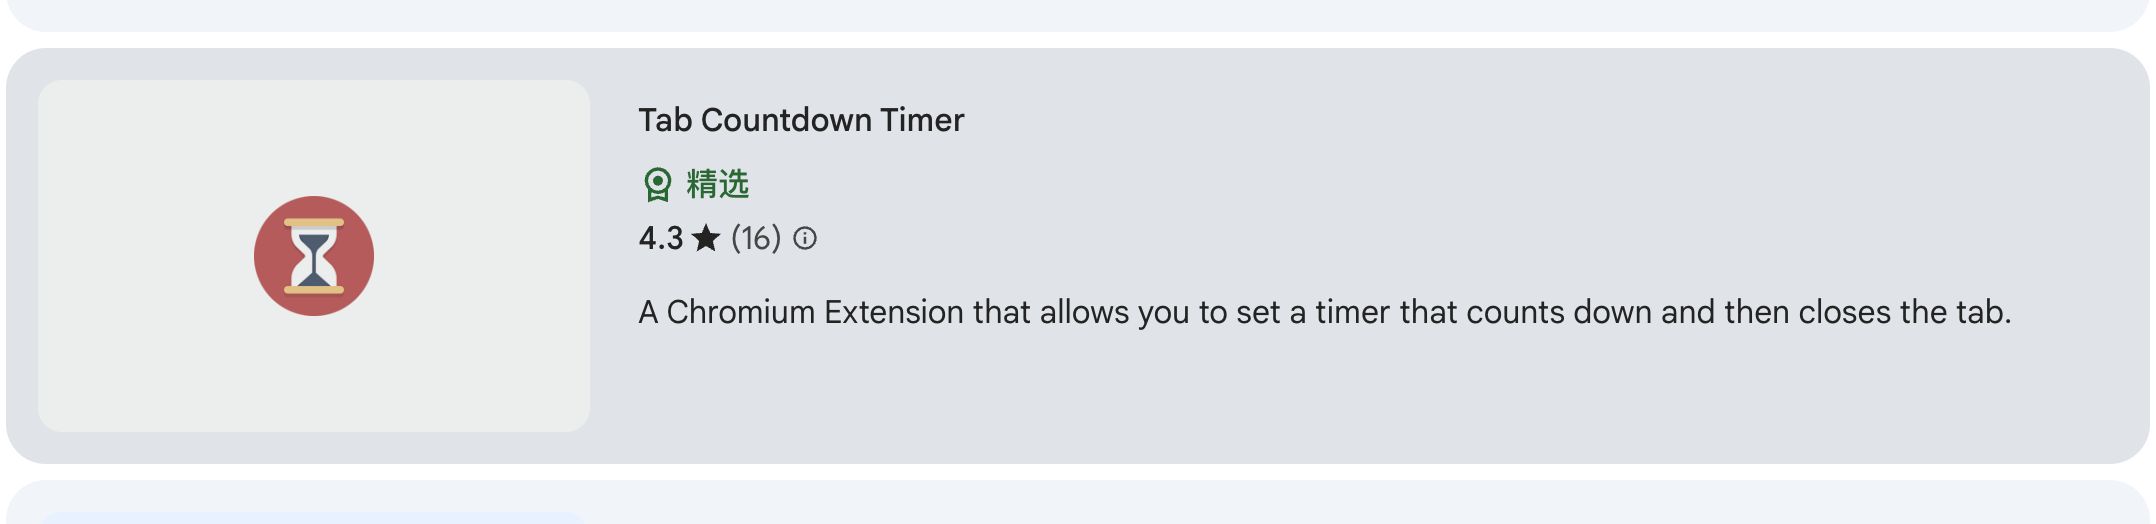 Tab Countdown Timer
精选
4.3 ★ (16)
A Chromium Extension that allows you to set a timer that counts down and then closes the tab.